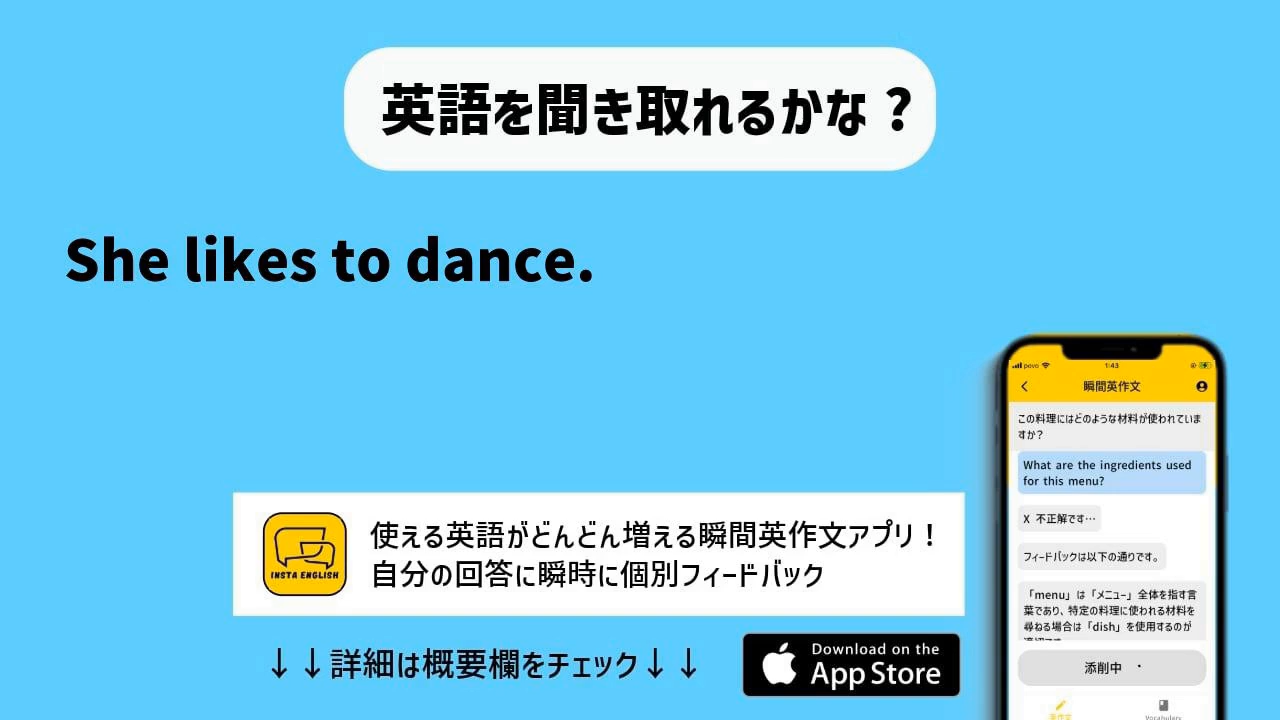 英語を聞き取れるかな？
She likes to dance.
povo
1:43
瞬間英作文
この料理にはどのような材料が使われていま
すか？
What are the ingredients used
for this menu?
X 不正解です…
フィードバックは以下の通りです。
「menu」は「メニュー」全体を指す言
葉であり、特定の料理に使われる材料を
尋ねる場合は「dish」を使用するのが
添削中 ・
英作文
Vocabulary
INSTA ENGLISH
使える英語がどんどん増える瞬間英作文アプリ！
自分の回答に瞬時に個別フィードバック
↓↓詳細は概要欄をチェック↓↓
Download on the
App Store